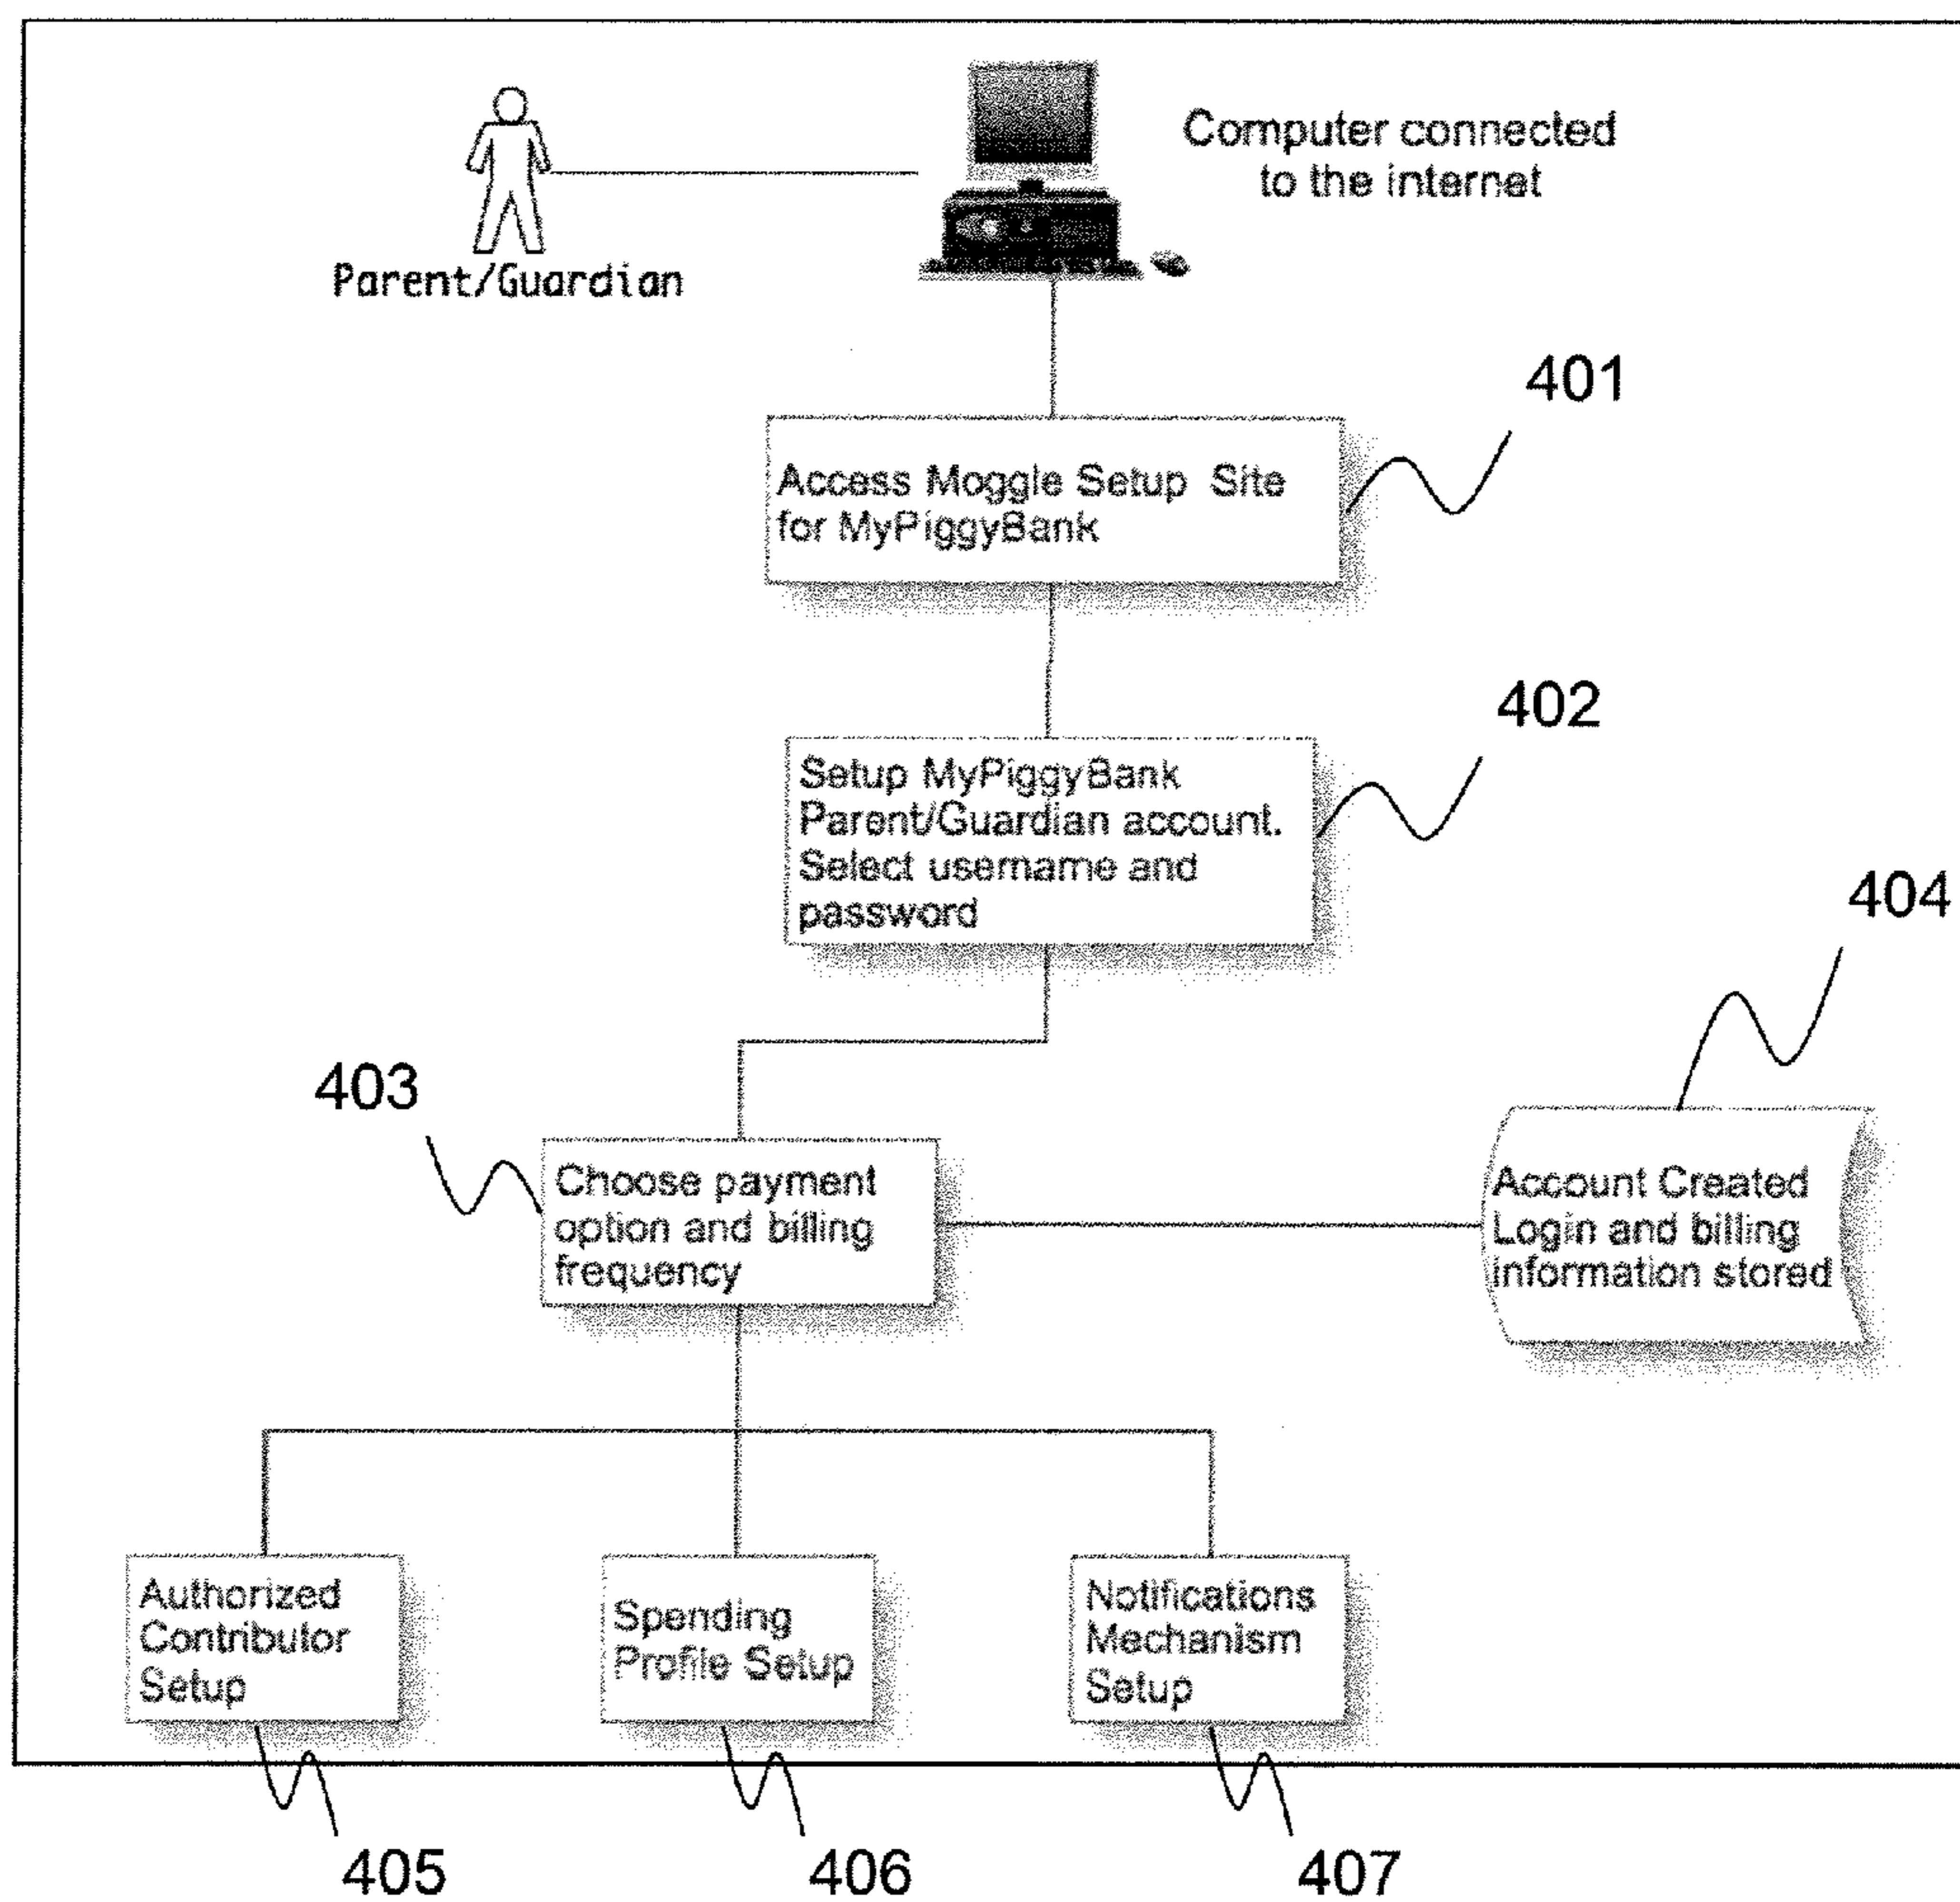 Computer connected
to the internet
Parent/Guardian
401
Access Moggle Setup Site
for MyPiggyBank
402
Setup MyPiggyBank
Parent/Guardian account.
Select username and
password
404
403
Choose payment
option and billing
frequency
Account Created
Login and billing
information stored
Authorized
Contributor
Setup
Spending
Profile Setup
Notifications
Mechanism
Setup
405
406
407